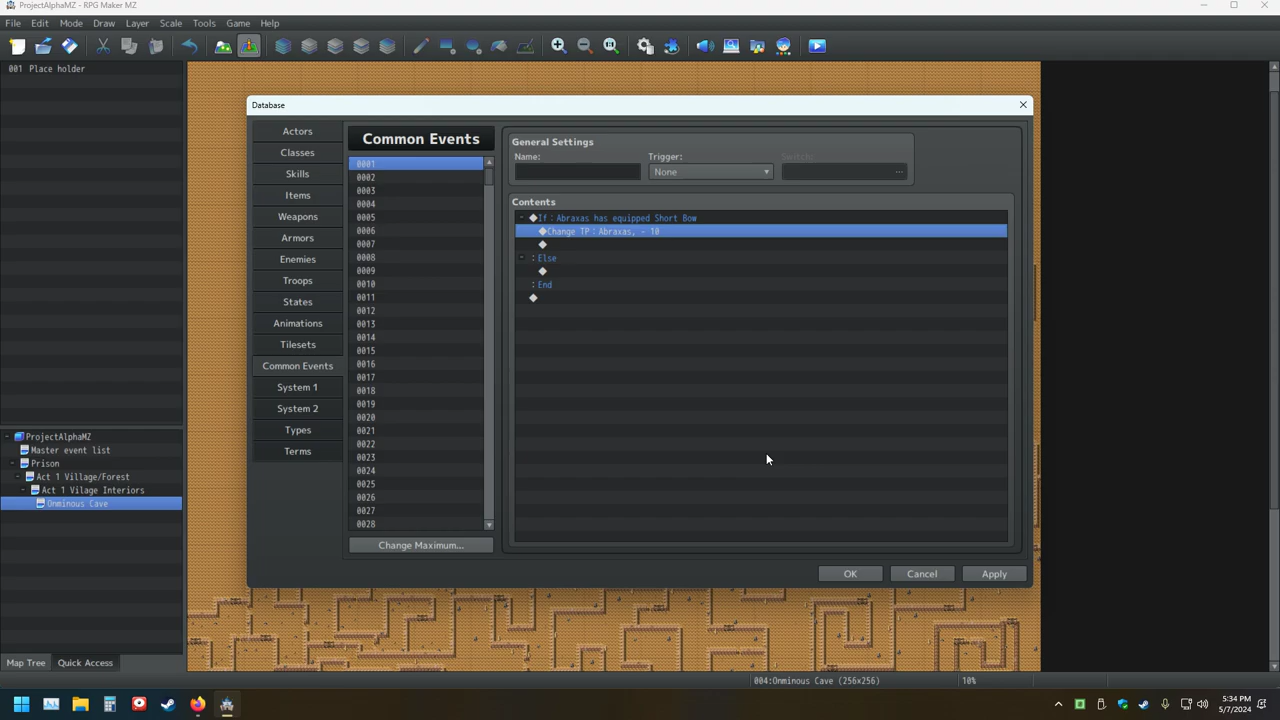 ProjectAlphaMZ - RPG Maker MZ
File Edit Mode Draw Layer Scale Tools Game Help
001 Place holder
Database
Actors
Classes
Skills
Items
Weapons
Armors
Enemies
Troops
States
Animations
Tilesets
Common Events
System 1
System 2
Types
Terms
Common Events
0001
0002
0003
0004
0005
0006
0007
0008
0009
0010
0011
0012
0013
0014
0015
0016
0017
0018
0019
0020
0021
0022
0023
0024
0025
0026
0027
0028
Change Maximum...
General Settings
Name: Trigger: Switch:
None ...
Contents
- ◆If：Abraxas has equipped Short Bow
◆Change TP：Abraxas, - 10
◆
- ：Else
◆
：End
◆
OK Cancel Apply
ProjectAlphaMZ
Master event list
Prison
Act 1 Village/Forest
Act 1 Vilage Interiors
Onminous Cave
Map Tree Quick Access
004:Onminous Cave (256x256) 10%
5:34 PM
5/7/2024